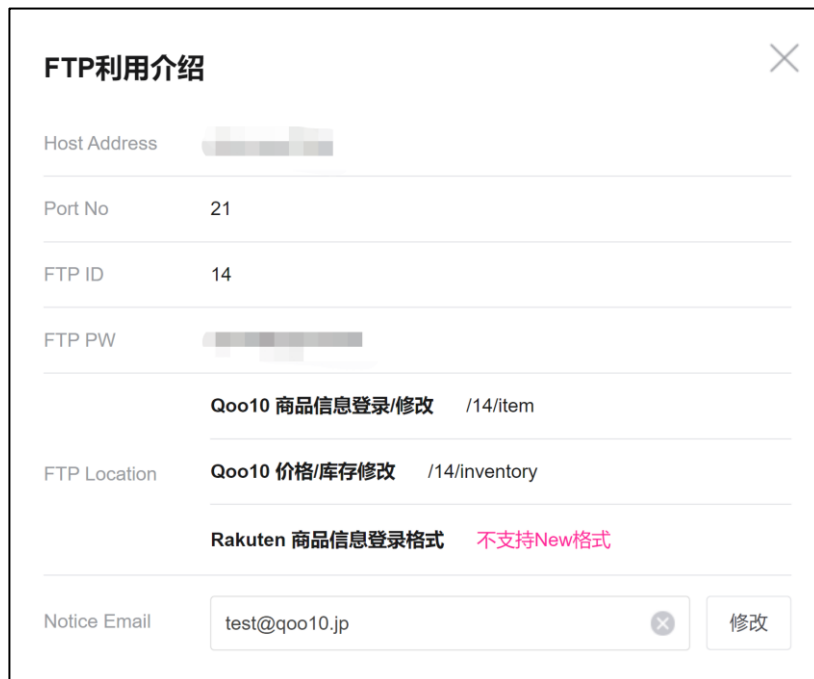 FTP利用介绍
Host Address
Port No 21
FTP ID 14
FTP PW
Qoo10 商品信息登录/修改 /14/item
FTP Location Qoo10 价格/库存修改 /14/inventory
Rakuten 商品信息登录格式 不支持New格式
Notice Email test@qoo10.jp 修改